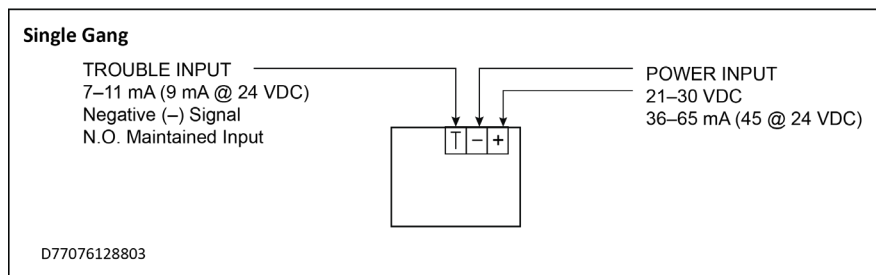 Single Gang
TROUBLE INPUT
7–11 mA (9 mA @ 24 VDC)
Negative (–) Signal
N.O. Maintained Input
POWER INPUT
21–30 VDC
36–65 mA (45 @ 24 VDC)
T – +
D77076128803